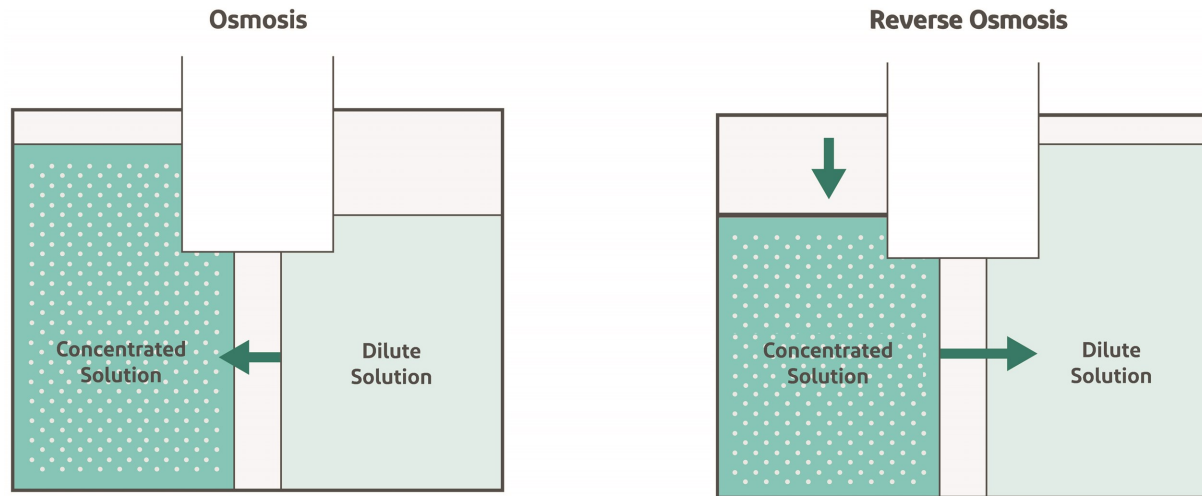 Osmosis
Reverse Osmosis
Concentrated
Solution
Dilute
Solution
Concentrated
Solution
Dilute
Solution